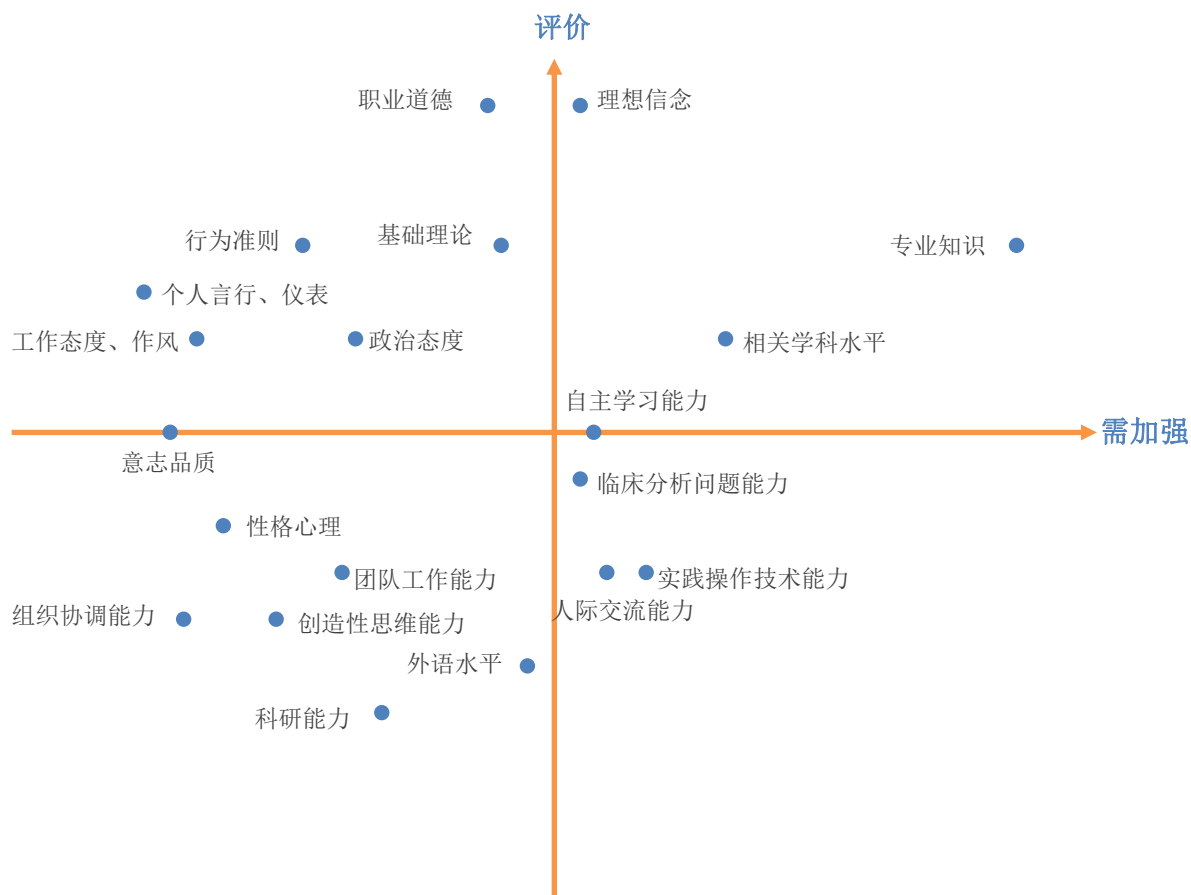 评价
职业道德
理想信念
行为准则
基础理论
专业知识
个人言行、仪表
工作态度、作风
政治态度
相关学科水平
自主学习能力
需加强
意志品质
临床分析问题能力
性格心理
团队工作能力
实践操作技术能力
组织协调能力
创造性思维能力
人际交流能力
外语水平
科研能力